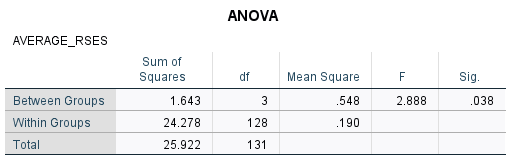 ANOVA
AVERAGE_RSES
Sum of Squares df Mean Square F Sig.
Between Groups 1.643 3 .548 2.888 .038
Within Groups 24.278 128 .190
Total 25.922 131